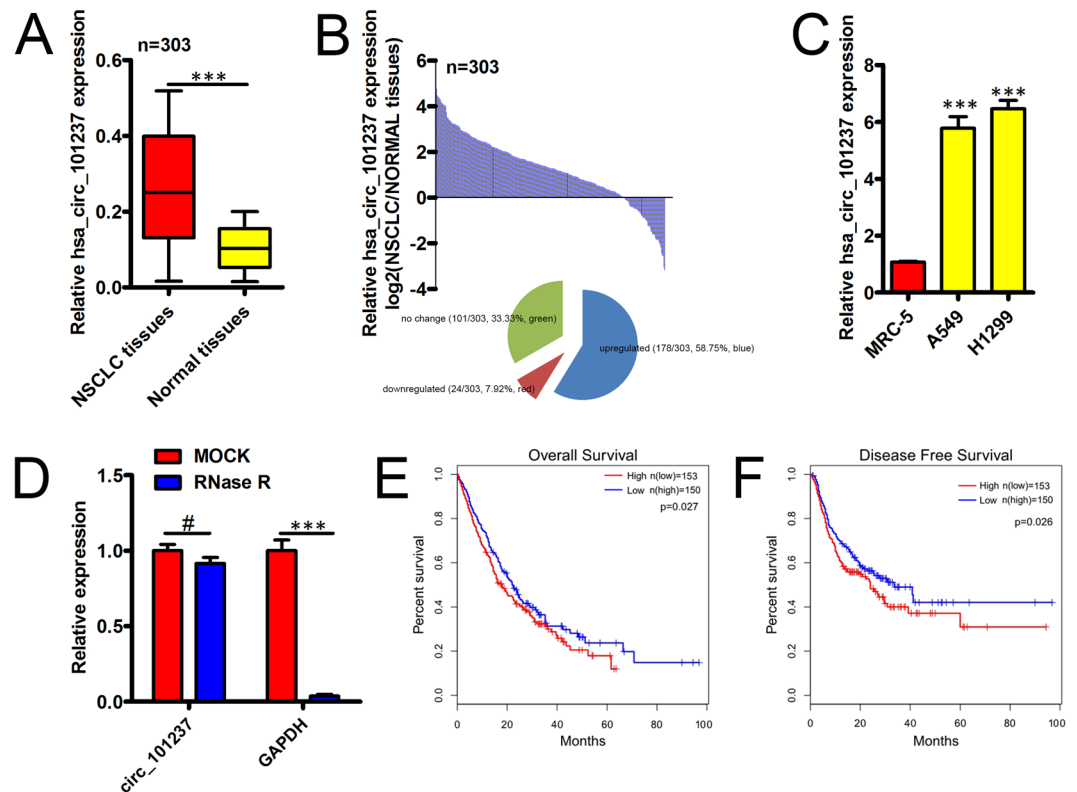 A
n=303
***
Relative hsa_circ_101237 expression
0.6
0.4
0.2
0.0
NSCLC tissues
Normal tissues
B
n=303
Relative hsa_circ_101237 expression
log2(NSCLC/NORMAL tissues)
6
4
2
0
-2
-4
no change (101/303, 33.33%, green)
upregulated (178/303, 58.75%, blue)
downregulated (24/303, 7.92%, red)
C
Relative hsa_circ_101237 expression
8
6
4
2
0
***
***
MRC-5
A549
H1299
D
MOCK
RNase R
Relative expression
1.5
1.0
0.5
0.0
#
***
circ_101237
GAPDH
E
Overall Survival
High n(low)=153
Low n(high)=150
p=0.027
Percent survival
1.0
0.8
0.6
0.4
0.2
0.0
0 20 40 60 80 100
Months
F
Disease Free Survival
High n(low)=153
Low n(high)=150
p=0.026
Percent survival
1.0
0.8
0.6
0.4
0.2
0.0
0 20 40 60 80 100
Months